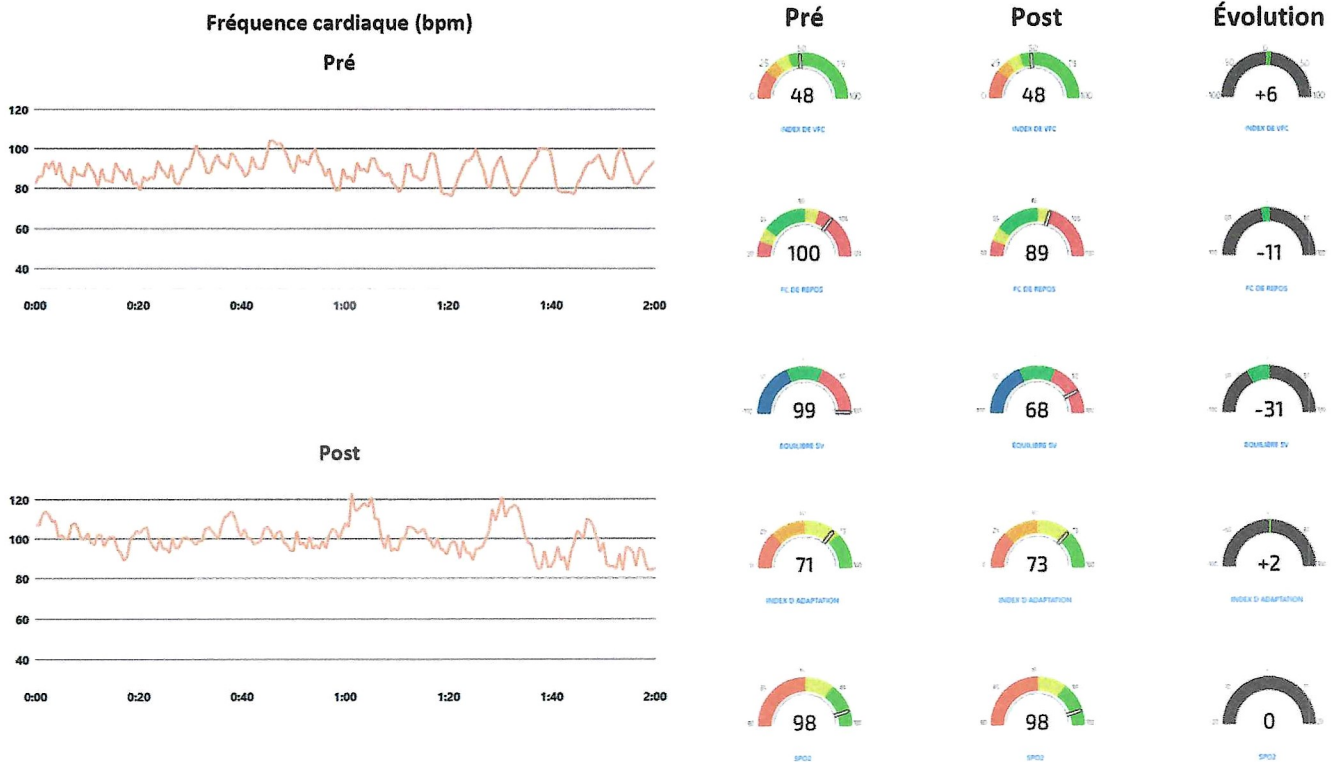 Fréquence cardiaque (bpm)
Pré
120
100
80
60
40
0:00 0:20 0:40 1:00 1:20 1:40 2:00
Post
120
100
80
60
40
0:00 0:20 0:40 1:00 1:20 1:40 2:00
Pré Post Évolution
48 48 +6
INDEX DE VFC INDEX DE VFC INDEX DE VFC
100 89 -11
FC DE REPOS FC DE REPOS FC DE REPOS
99 68 -31
EQUILIBRE SV EQUILIBRE SV EQUILIBRE SV
71 73 +2
INDEX D ADAPTATION INDEX D ADAPTATION INDEX D ADAPTATION
98 98 0
SPO2 SPO2 SPO2